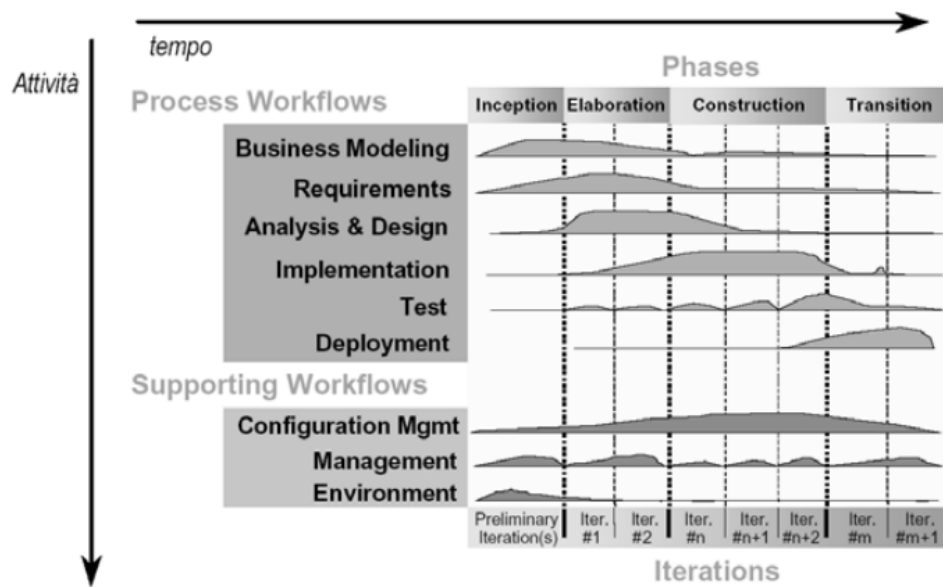 tempo
Attività
Phases
Process Workflows
Inception Elaboration Construction Transition
Business Modeling
Requirements
Analysis & Design
Implementation
Test
Deployment
Supporting Workflows
Configuration Mgmt
Management
Environment
Preliminary Iter. Iter. Iter. Iter. Iter. Iter. Iter.
Iteration(s) #1 #2 #n #n+1 #n+2 #m #m+1
Iterations